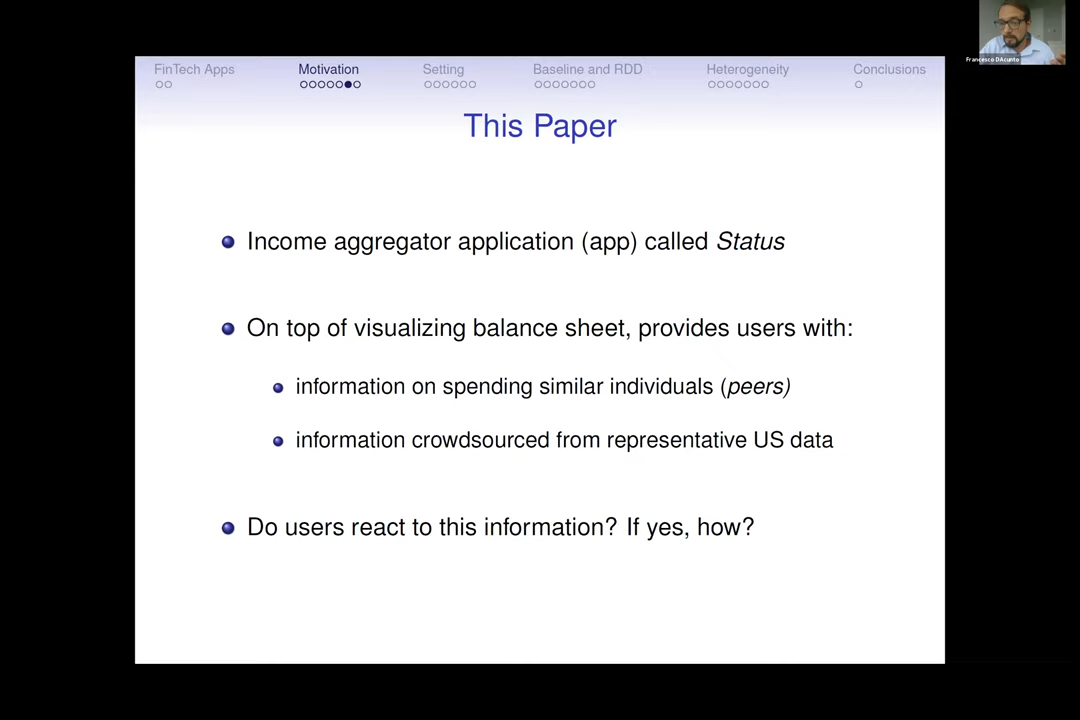 FinTech Apps
Motivation
Setting
Baseline and RDD
Heterogeneity
Conclusions
Francesco DAcunto
This Paper
Income aggregator application (app) called Status
On top of visualizing balance sheet, provides users with:
information on spending similar individuals (peers)
information crowdsourced from representative US data
Do users react to this information? If yes, how?